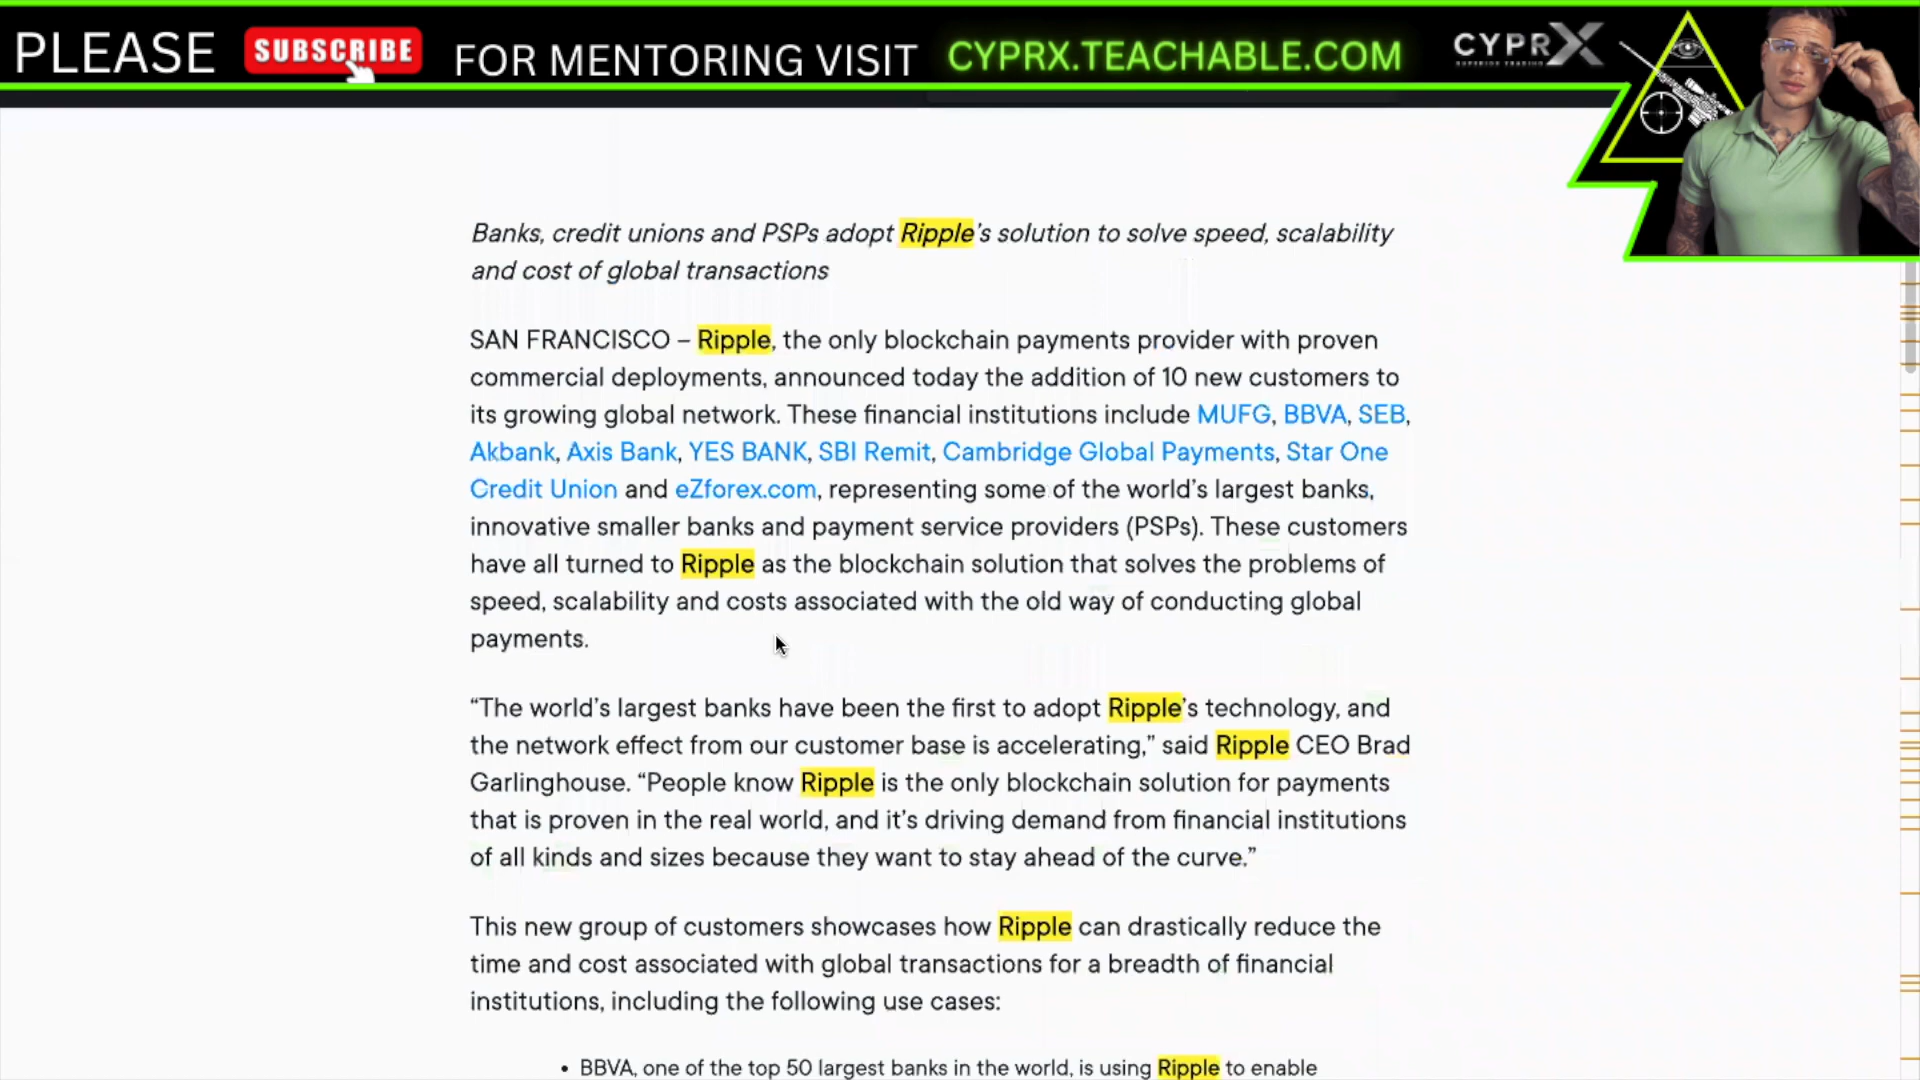 PLEASE SUBSCRIBE FOR MENTORING VISIT CYPRX.TEACHABLE.COM CYPRX
SUPERIOR TRADING
Banks, credit unions and PSPs adopt Ripple's solution to solve speed, scalability
and cost of global transactions
SAN FRANCISCO – Ripple, the only blockchain payments provider with proven
commercial deployments, announced today the addition of 10 new customers to
its growing global network. These financial institutions include MUFG, BBVA, SEB,
Akbank, Axis Bank, YES BANK, SBI Remit, Cambridge Global Payments, Star One
Credit Union and eZforex.com, representing some of the world's largest banks,
innovative smaller banks and payment service providers (PSPs). These customers
have all turned to Ripple as the blockchain solution that solves the problems of
speed, scalability and costs associated with the old way of conducting global
payments.
“The world's largest banks have been the first to adopt Ripple's technology, and
the network effect from our customer base is accelerating,” said Ripple CEO Brad
Garlinghouse. “People know Ripple is the only blockchain solution for payments
that is proven in the real world, and it's driving demand from financial institutions
of all kinds and sizes because they want to stay ahead of the curve.”
This new group of customers showcases how Ripple can drastically reduce the
time and cost associated with global transactions for a breadth of financial
institutions, including the following use cases:
• BBVA, one of the top 50 largest banks in the world, is using Ripple to enable